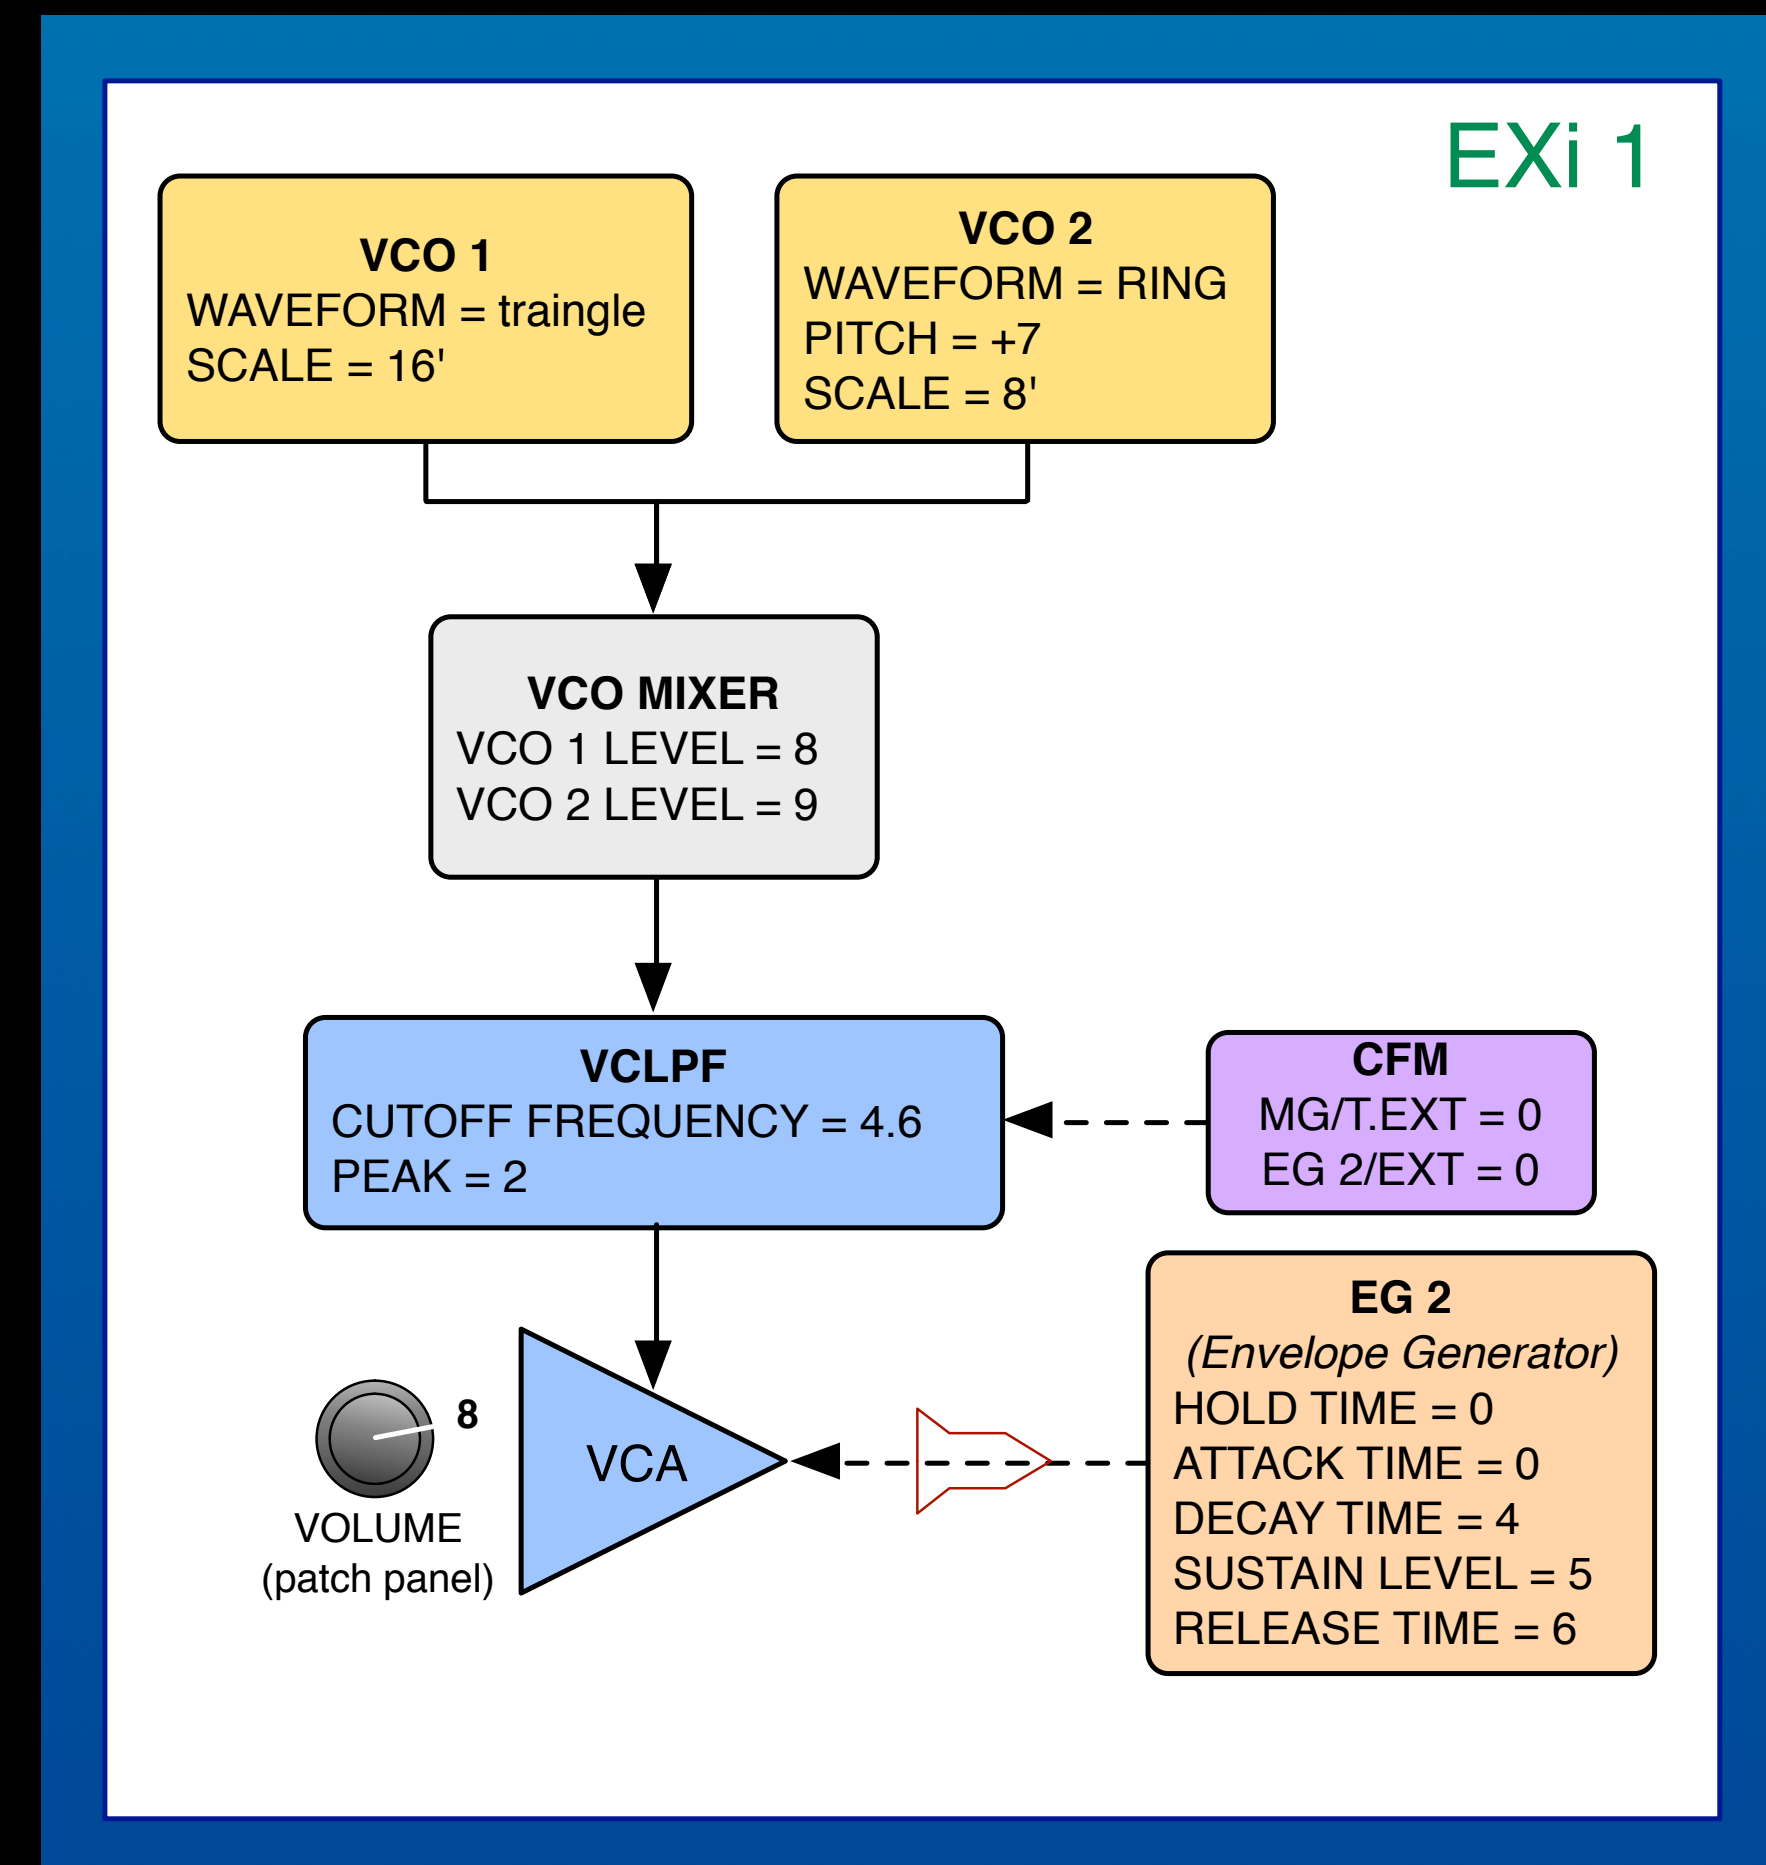 EXi 1
VCO 1
WAVEFORM = traingle
SCALE = 16'
VCO 2
WAVEFORM = RING
PITCH = +7
SCALE = 8'
VCO MIXER
VCO 1 LEVEL = 8
VCO 2 LEVEL = 9
VCLPF
CUTOFF FREQUENCY = 4.6
PEAK = 2
CFM
MG/T.EXT = 0
EG 2/EXT = 0
EG 2
(Envelope Generator)
HOLD TIME = 0
ATTACK TIME = 0
DECAY TIME = 4
SUSTAIN LEVEL = 5
RELEASE TIME = 6
8
VOLUME
(patch panel)
VCA